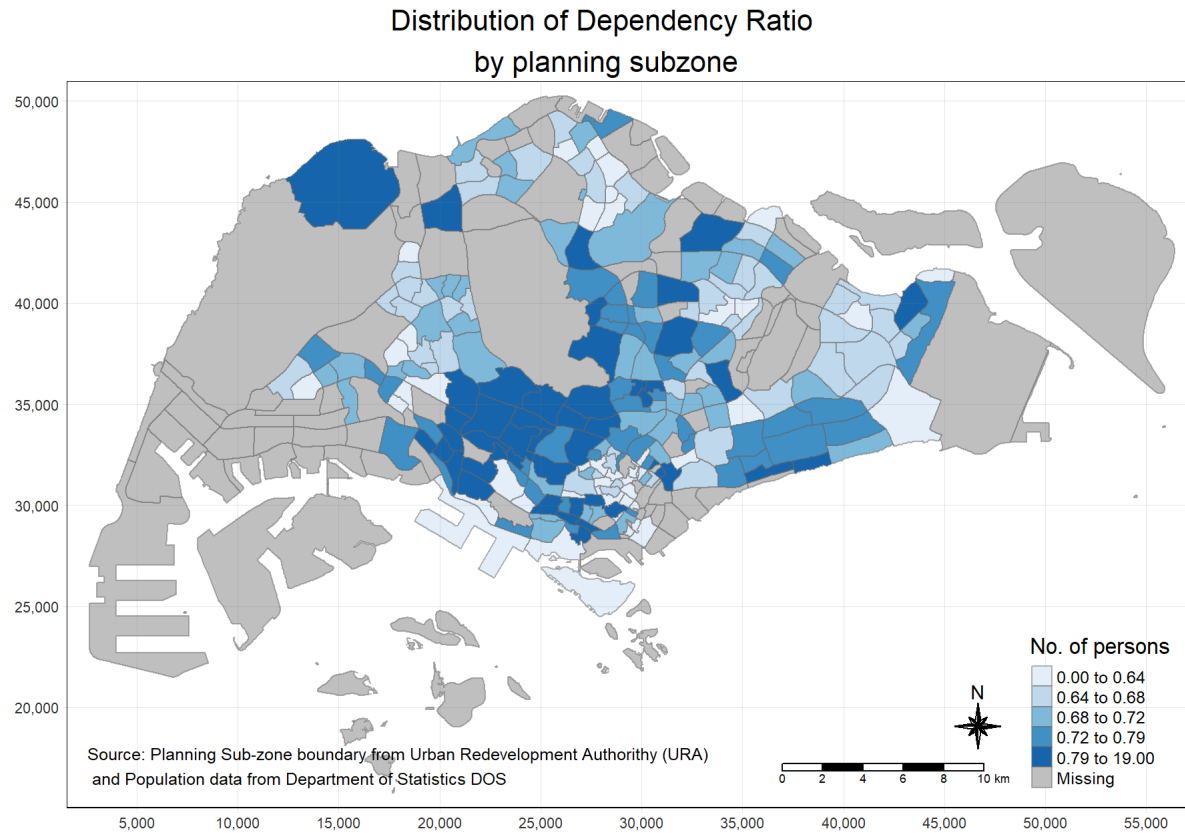 Distribution of Dependency Ratio
by planning subzone
50,000
45,000
40,000
35,000
30,000
25,000
20,000
No. of persons
0.00 to 0.64
0.64 to 0.68
0.68 to 0.72
0.72 to 0.79
0.79 to 19.00
Missing
N
0 2 4 6 8 10 km
Source: Planning Sub-zone boundary from Urban Redevelopment Authorithy (URA)
and Population data from Department of Statistics DOS
5,000 10,000 15,000 20,000 25,000 30,000 35,000 40,000 45,000 50,000 55,000